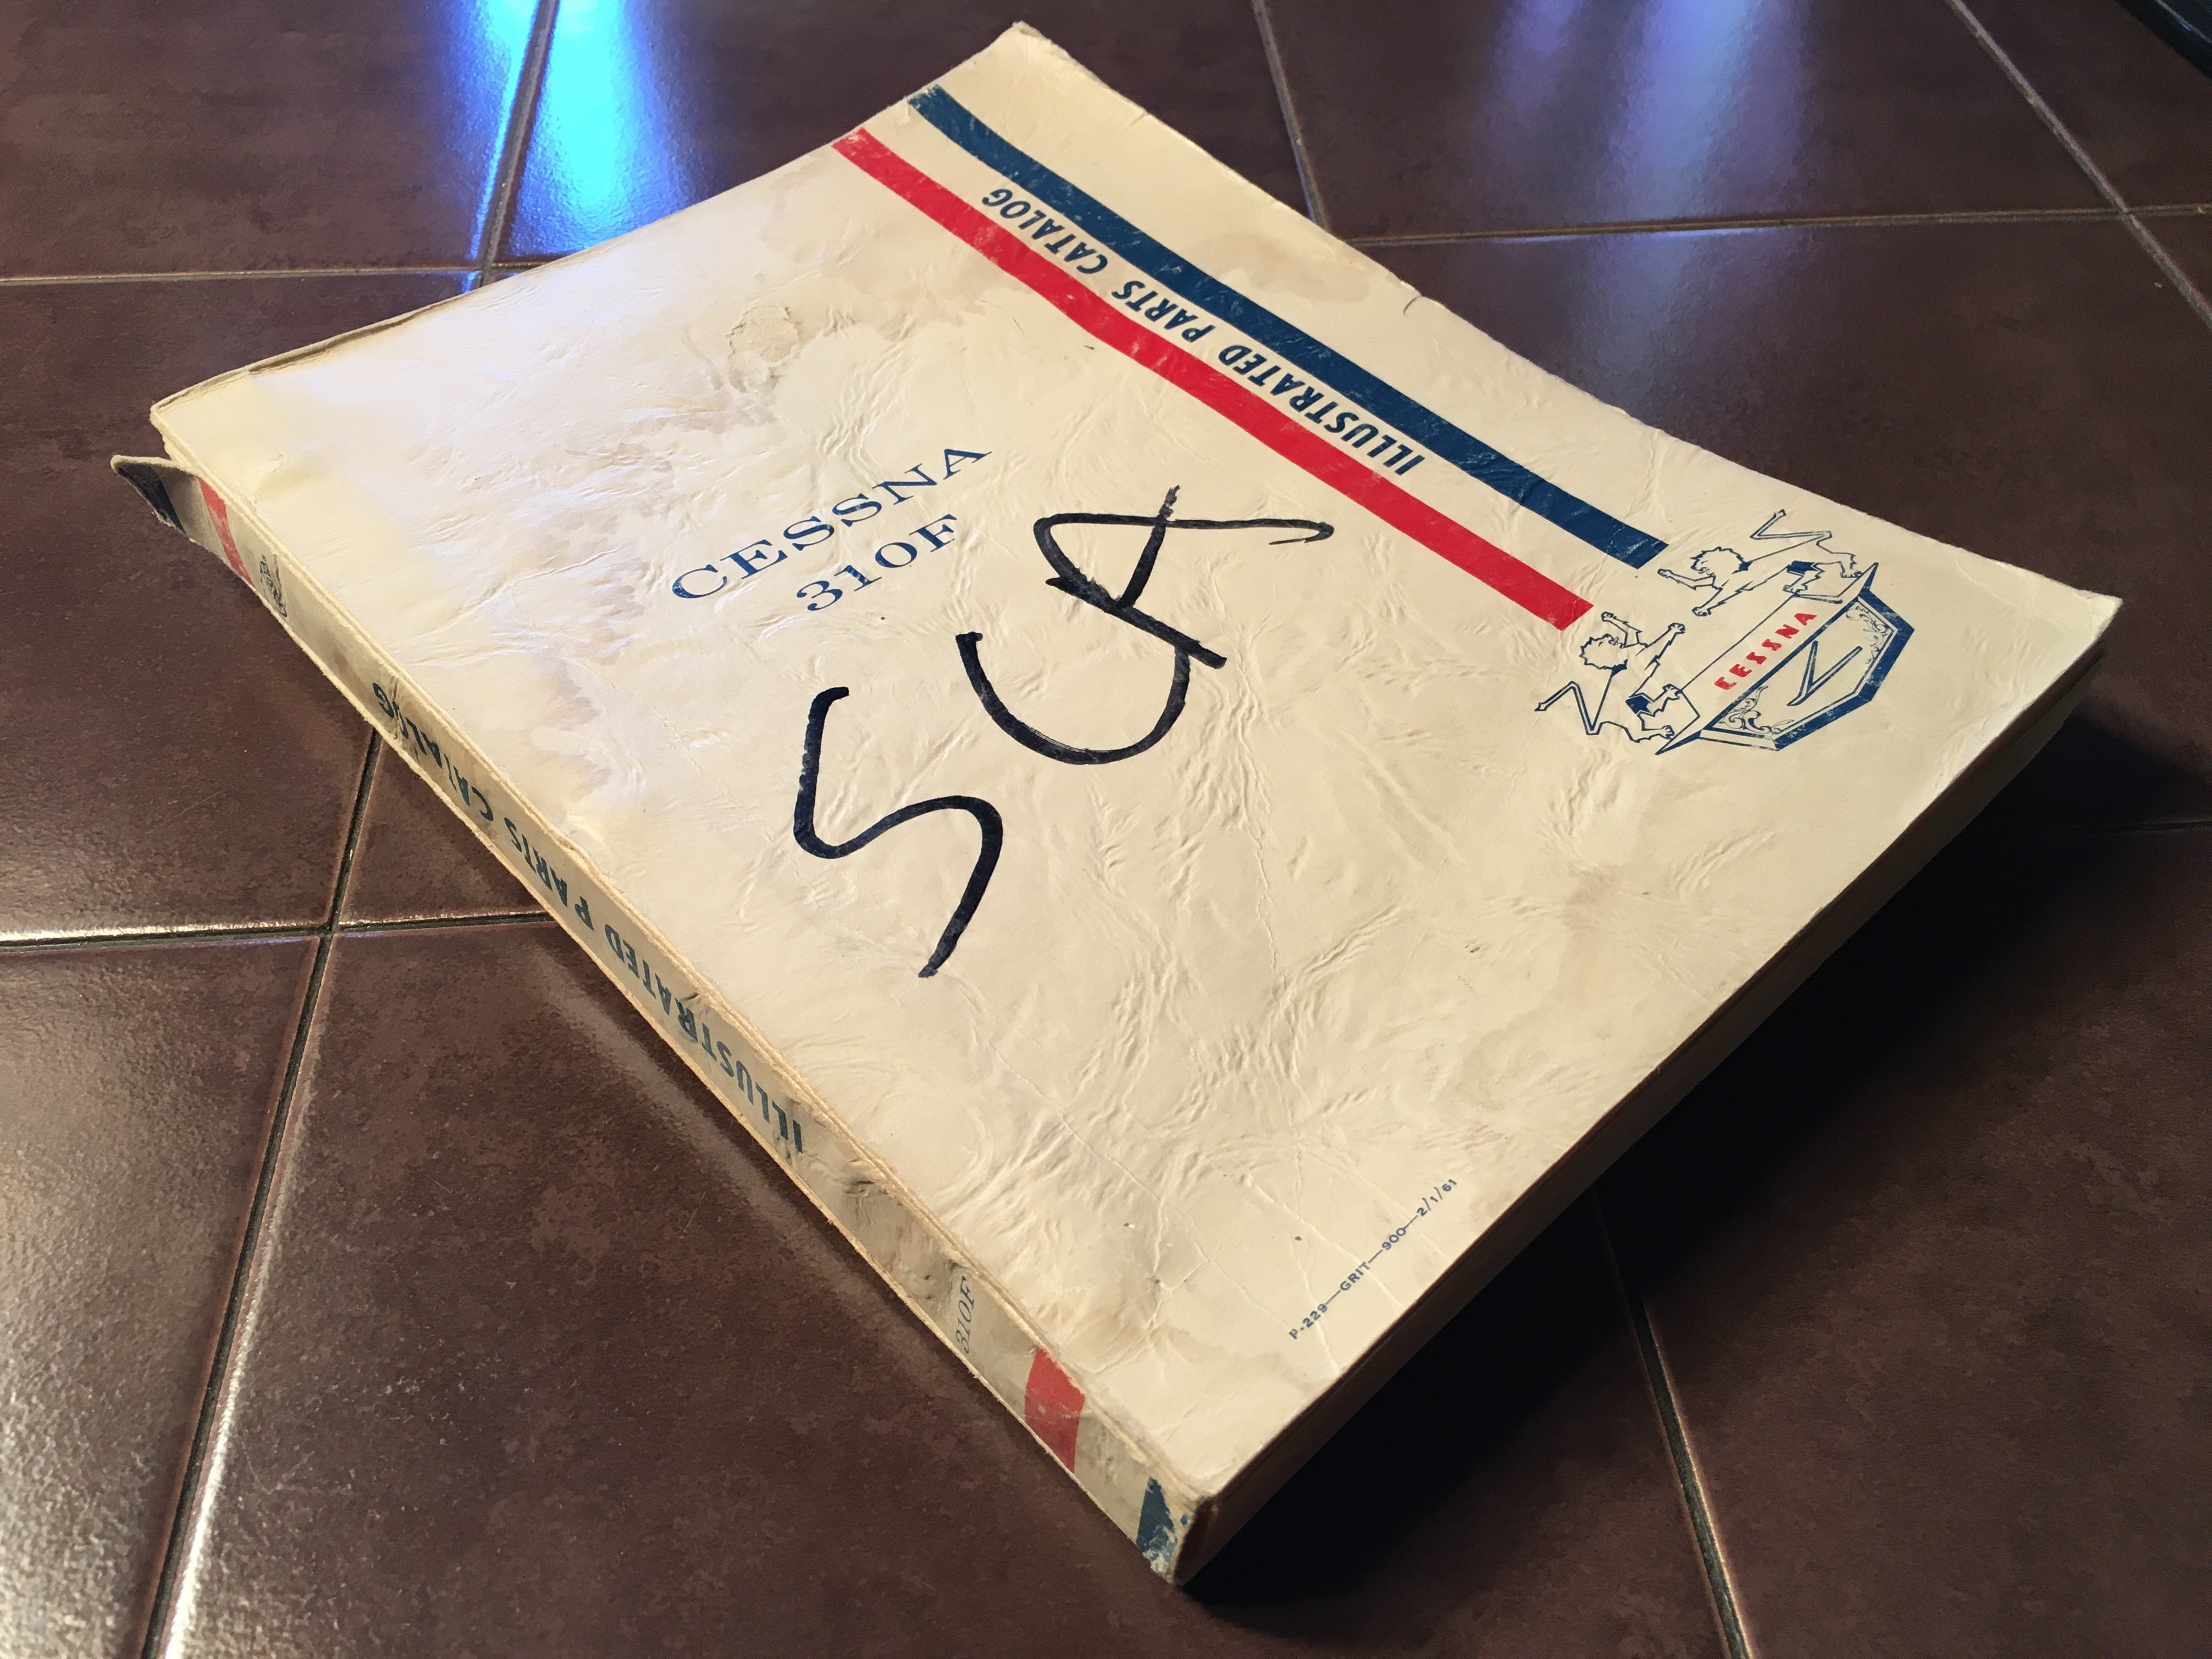 CESSNA
ILLUSTRATED PARTS CATALOG
CESSNA
310F
SCA
P-229—GRIT—900—2/1/61
ILLUSTRATED PARTS CATALOG
310F